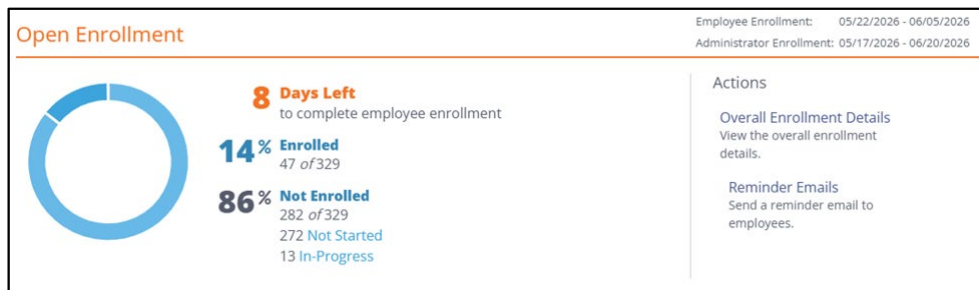 Open Enrollment
Employee Enrollment: 05/22/2026 - 06/05/2026
Administrator Enrollment: 05/17/2026 - 06/20/2026
8 Days Left
to complete employee enrollment
14% Enrolled
47 of 329
86% Not Enrolled
282 of 329
272 Not Started
13 In-Progress
Actions
Overall Enrollment Details
View the overall enrollment
details.
Reminder Emails
Send a reminder email to
employees.